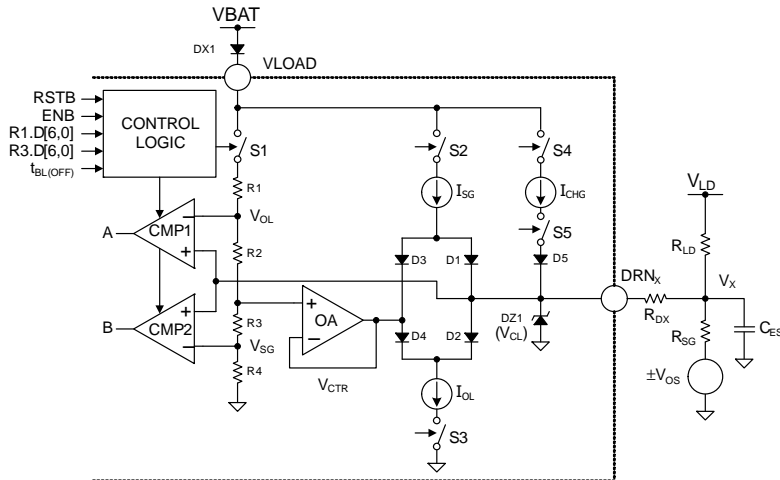 VBAT
DX1
VLOAD
RSTB
ENB
R1.D[6,0]
R3.D[6,0]
tBL(OFF)
CONTROL
LOGIC
S1
S2
S4
R1
ISG
ICHG
S5
VLD
A
CMP1
VOL
R2
D3
D1
D5
DRNX
RLD
VX
B
CMP2
R3
VSG
R4
OA
VCTR
D4
D2
DZ1
(VCL)
RDX
RSG
CES
±VOS
IOL
S3
+
−
+
−
+
−